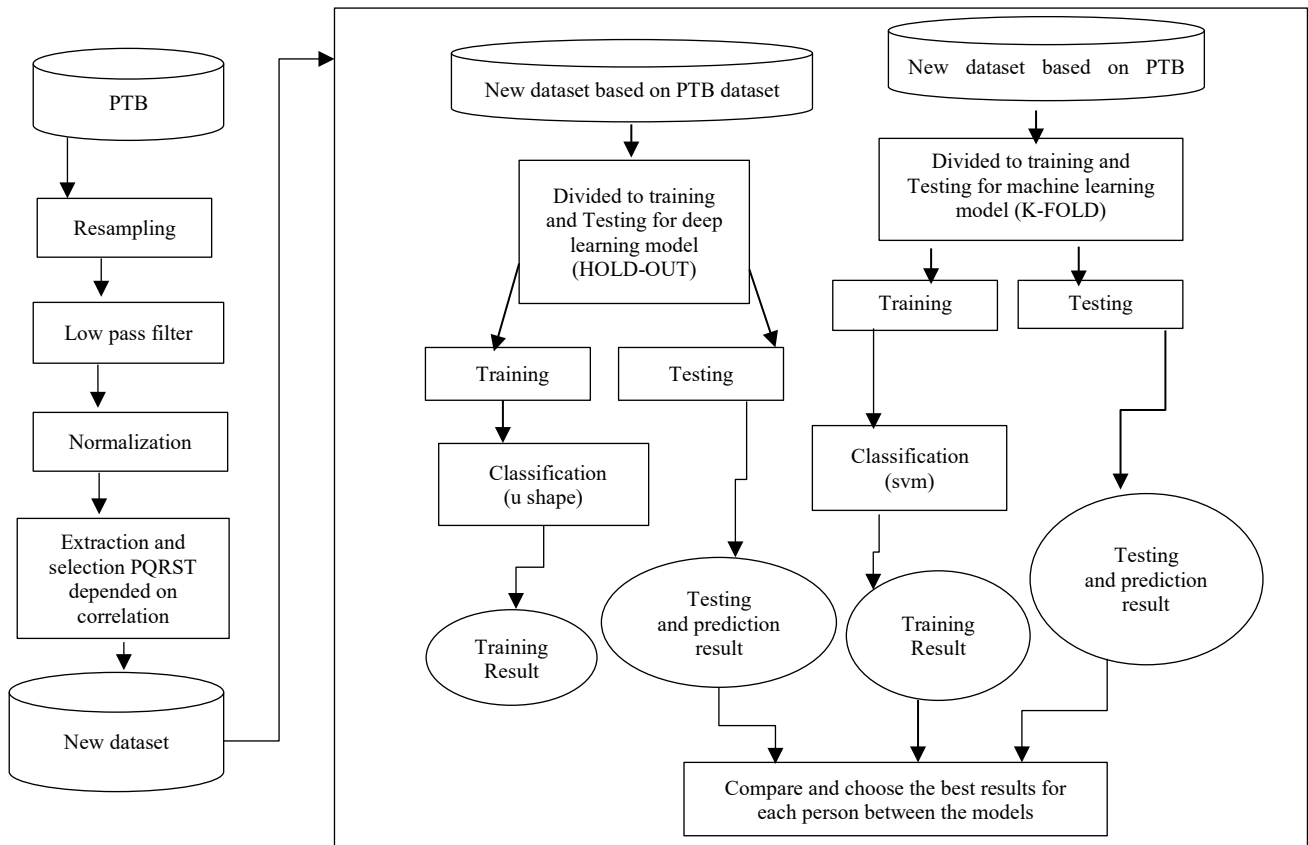 PTB
Resampling
Low pass filter
Normalization
Extraction and
selection PQRST
depended on
correlation
New dataset
New dataset based on PTB dataset
Divided to training
and Testing for deep
learning model
(HOLD-OUT)
Training
Testing
Classification
(u shape)
Training
Result
Testing
and prediction
result
New dataset based on PTB
Divided to training and
Testing for machine learning
model (K-FOLD)
Training
Testing
Classification
(svm)
Training
Result
Testing
and prediction
result
Compare and choose the best results for
each person between the models